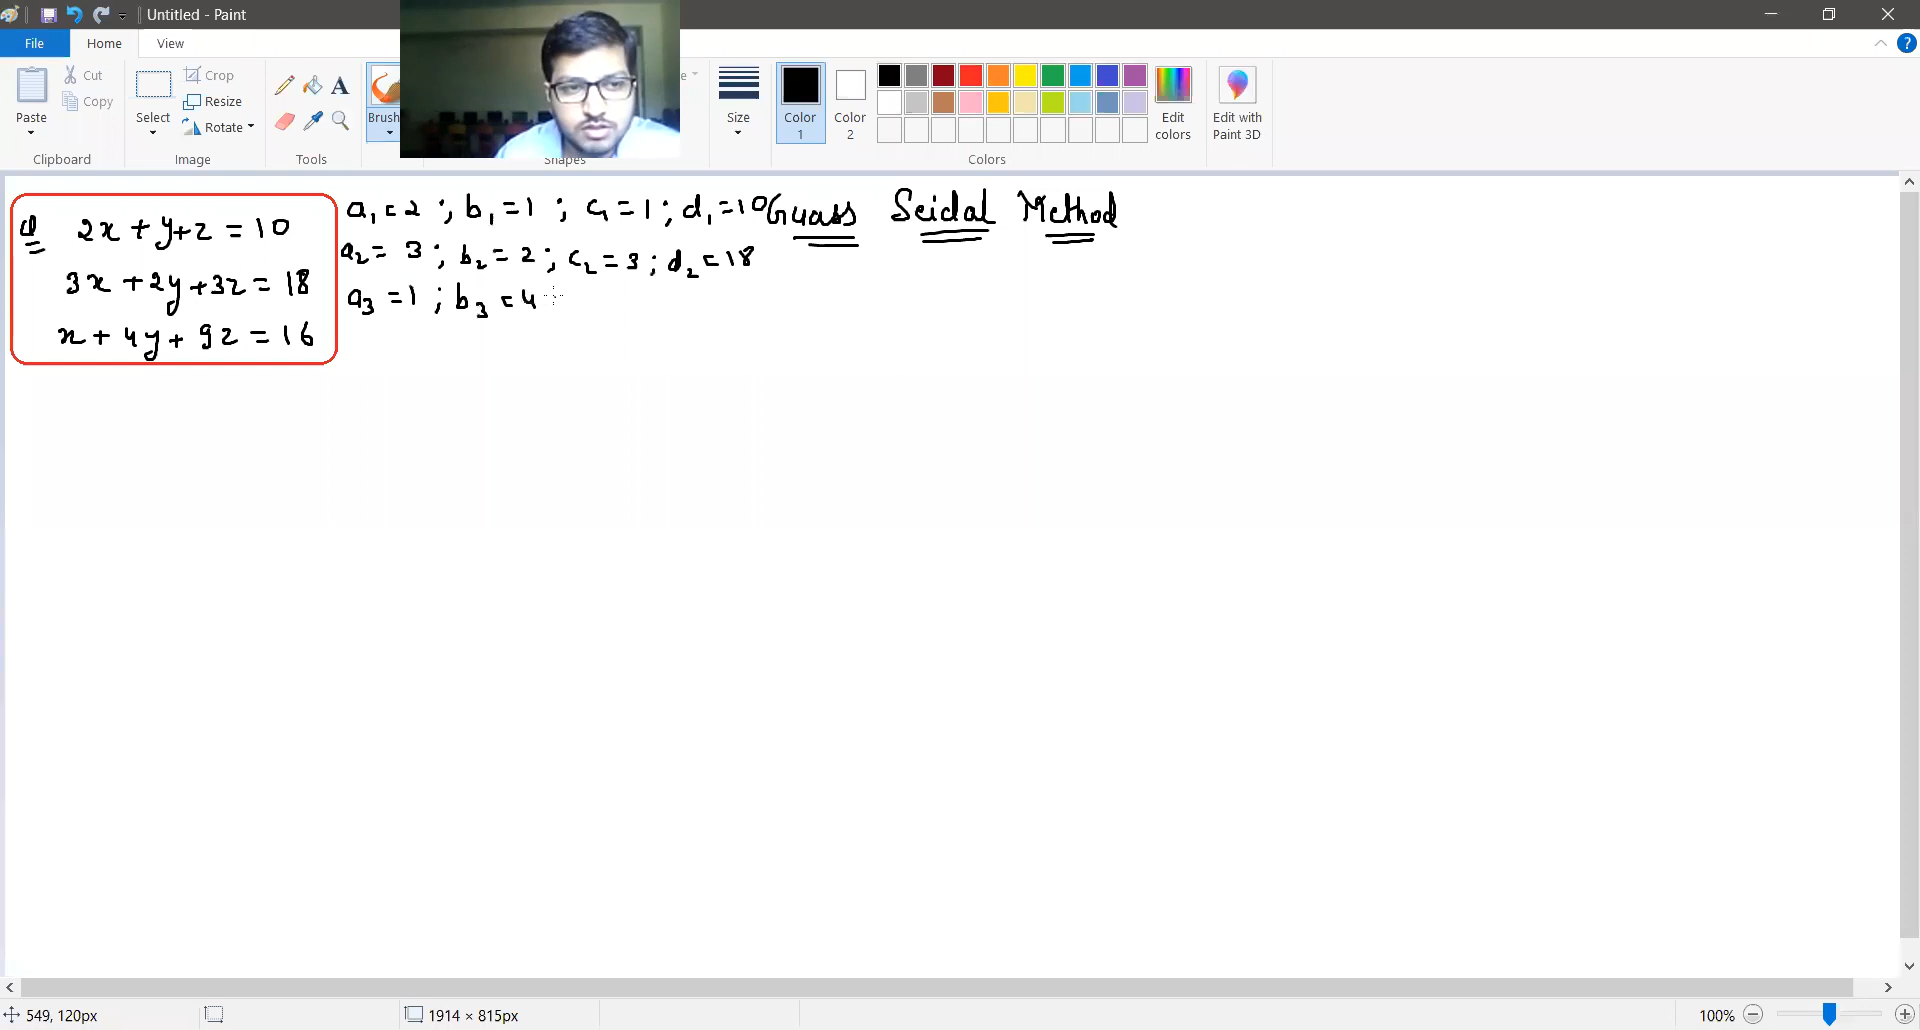 Untitled - Paint
File Home View
Paste
Cut
Copy
Clipboard
Select
Crop
Resize
Rotate
Image
Tools
Brush
Shapes
Size
Color 1
Color 2
Edit colors
Edit with Paint 3D
Colors
Guass Seidal Method
Q 2x + y + z = 10
3x + 2y + 3z = 18
x + 4y + 9z = 16
a₁ = 2 ; b₁ = 1 ; c₁ = 1 ; d₁ = 10
a₂ = 3 ; b₂ = 2 ; c₂ = 3 ; d₂ = 18
a₃ = 1 ; b₃ = 4
549, 120px
1914 × 815px
100%